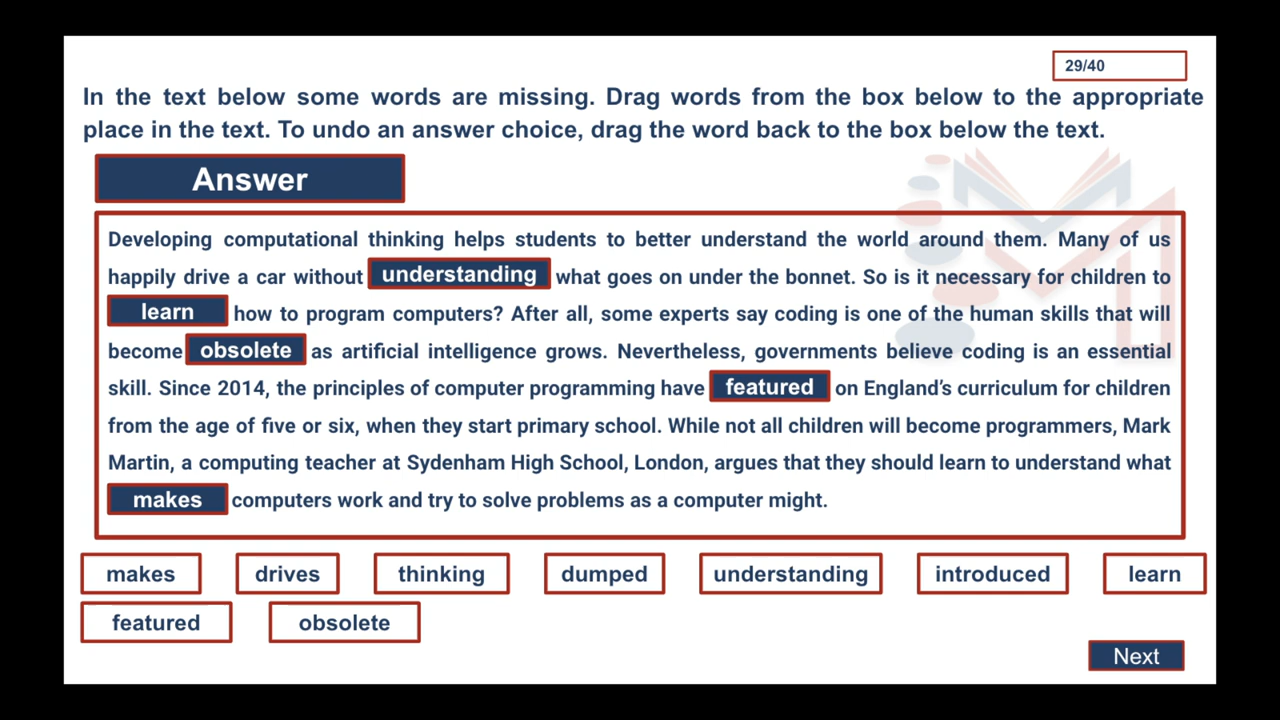 29/40
In the text below some words are missing. Drag words from the box below to the appropriate
place in the text. To undo an answer choice, drag the word back to the box below the text.
Answer
Developing computational thinking helps students to better understand the world around them. Many of us
happily drive a car without understanding what goes on under the bonnet. So is it necessary for children to
learn how to program computers? After all, some experts say coding is one of the human skills that will
become obsolete as artificial intelligence grows. Nevertheless, governments believe coding is an essential
skill. Since 2014, the principles of computer programming have featured on England’s curriculum for children
from the age of five or six, when they start primary school. While not all children will become programmers, Mark
Martin, a computing teacher at Sydenham High School, London, argues that they should learn to understand what
makes computers work and try to solve problems as a computer might.
makes drives thinking dumped understanding introduced learn
featured obsolete
Next